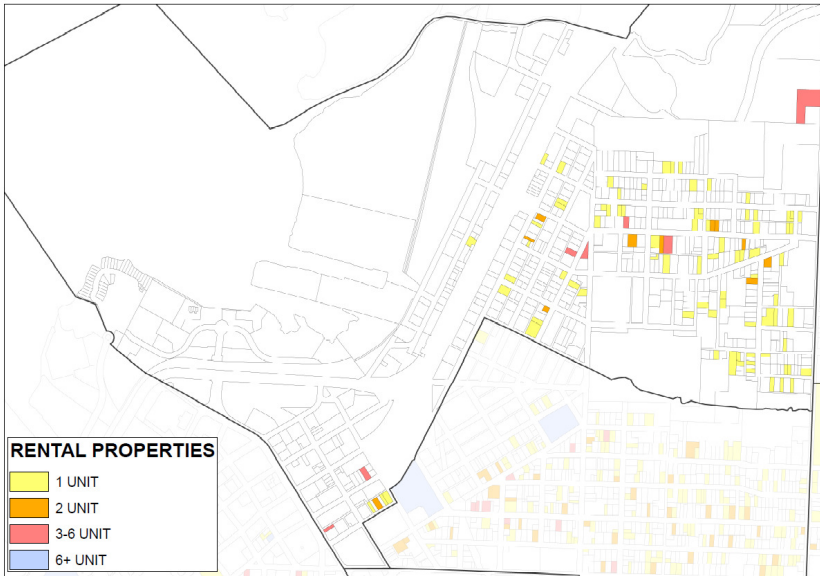 RENTAL PROPERTIES
1 UNIT
2 UNIT
3-6 UNIT
6+ UNIT